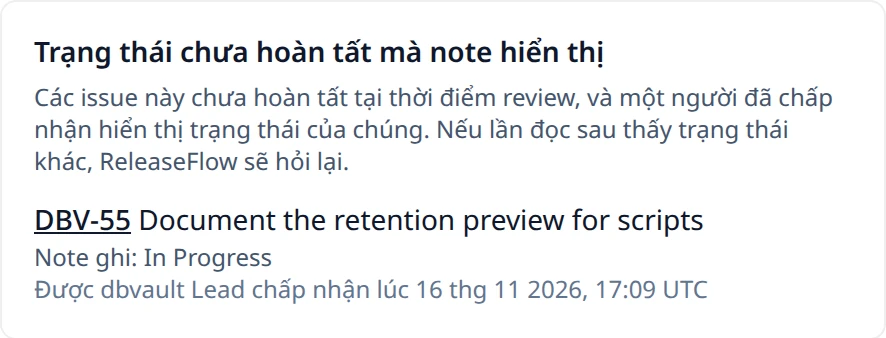 Trạng thái chưa hoàn tất mà note hiển thị
Các issue này chưa hoàn tất tại thời điểm review, và một người đã chấp
nhận hiển thị trạng thái của chúng. Nếu lần đọc sau thấy trạng thái
khác, ReleaseFlow sẽ hỏi lại.
DBV-55 Document the retention preview for scripts
Note ghi: In Progress
Được dbvault Lead chấp nhận lúc 16 thg 11 2026, 17:09 UTC